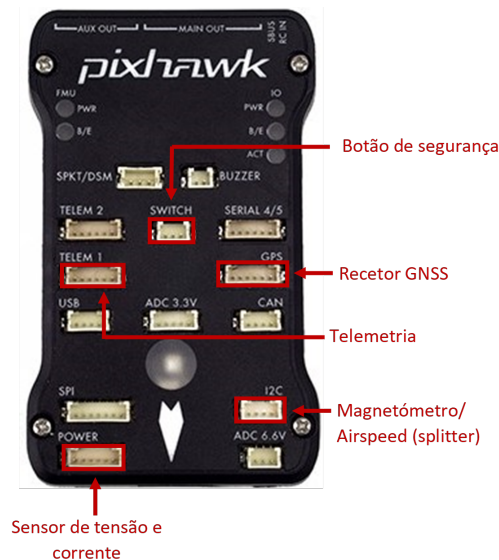 AUX OUT MAIN OUT SBUS
RC IN
pixhawk
FMU IO
PWR PWR
B/E B/E
ACT
Botão de segurança
SPKT/DSM BUZZER
TELEM 2 SWITCH SERIAL 4/5
TELEM 1 GPS
Recetor GNSS
USB ADC 3.3V CAN
Telemetria
SPI I2C
Magnetómetro/
Airspeed (splitter)
POWER ADC 6.6V
Sensor de tensão e
corrente